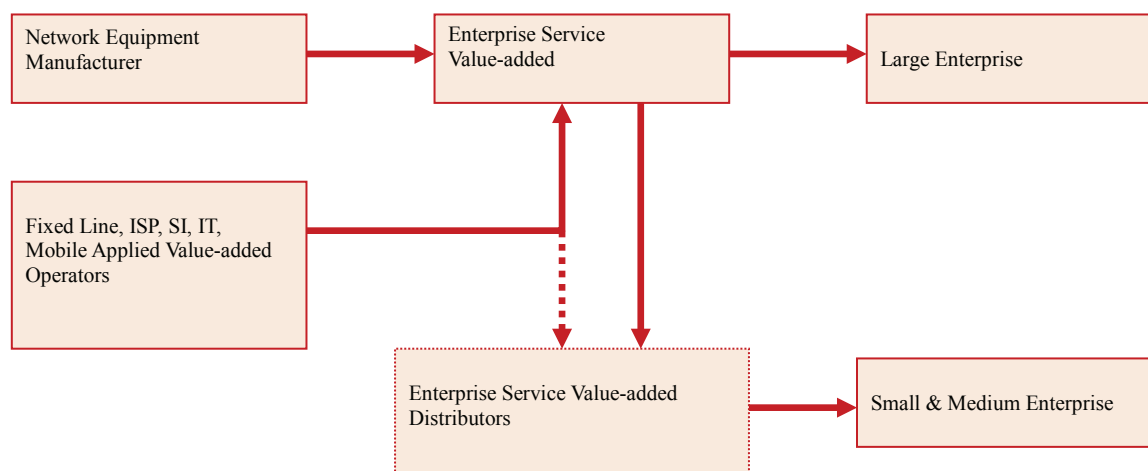 Network Equipment
Manufacturer
Enterprise Service
Value-added
Large Enterprise
Fixed Line, ISP, SI, IT,
Mobile Applied Value-added
Operators
Enterprise Service Value-added
Distributors
Small & Medium Enterprise